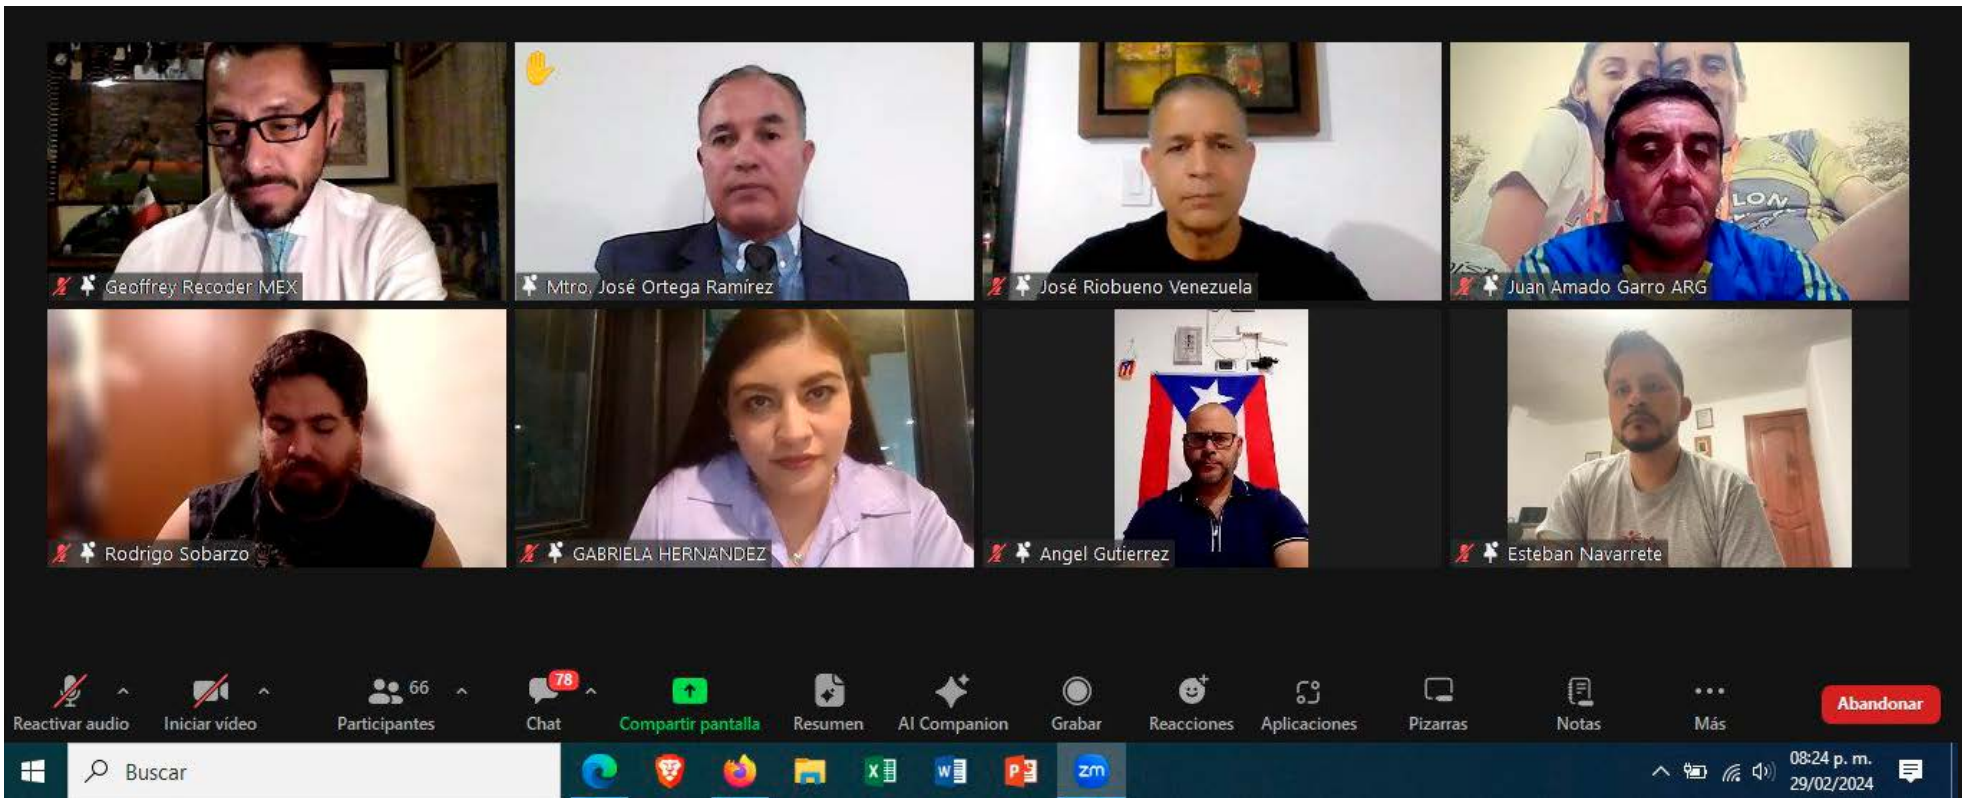 Geoffrey Recoder MEX
Mtro. José Ortega Ramírez
José Riobueno Venezuela
LON
Juan Amado Garro ARG
Rodrigo Sobarzo
GABRIELA HERNANDEZ
Angel Gutierrez
Esteban Navarrete
66
78
Reactivar audio
Iniciar vídeo
Participantes
Chat
Compartir pantalla
Resumen
AI Companion
Grabar
Reacciones
Aplicaciones
Pizarras
Notas
Más
Abandonar
Buscar
zm
08:24 p. m.
29/02/2024